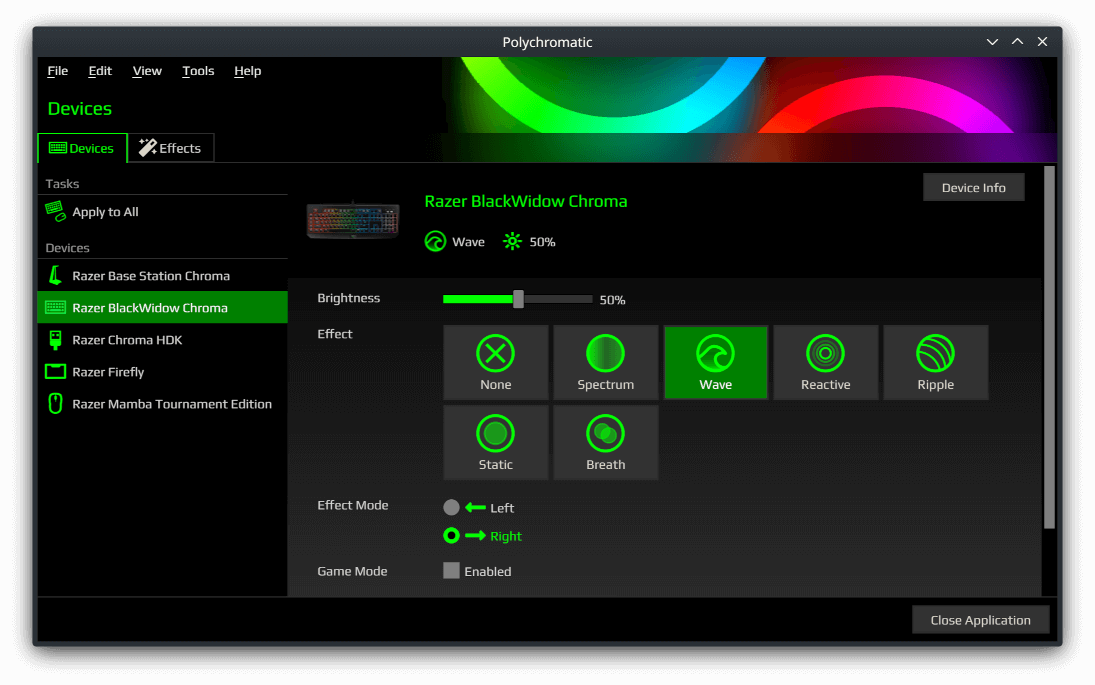 Polychromatic
File Edit View Tools Help
Devices
Devices Effects
Tasks
Apply to All
Devices
Razer Base Station Chroma
Razer BlackWidow Chroma
Razer Chroma HDK
Razer Firefly
Razer Mamba Tournament Edition
Device Info
Razer BlackWidow Chroma
Wave 50%
Brightness 50%
Effect
None Spectrum Wave Reactive Ripple
Static Breath
Effect Mode Left
Right
Game Mode Enabled
Close Application